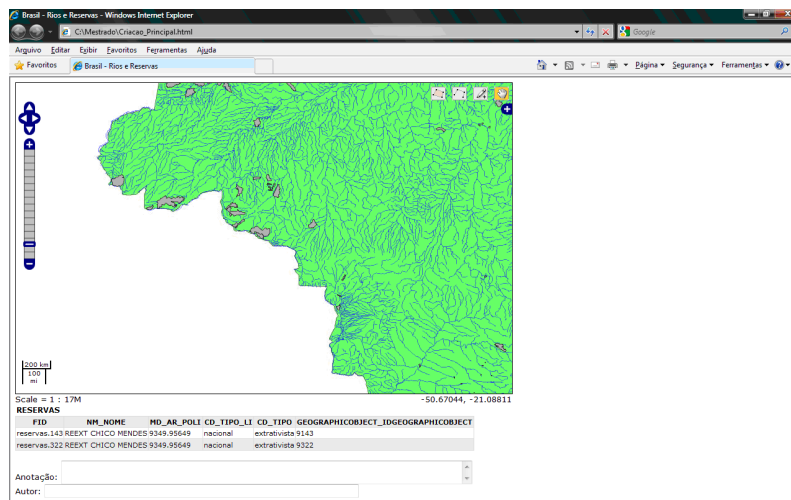 Brasil - Rios e Reservas - Windows Internet Explorer
C:\Mestrado\Criacao_Principal.html
Google
Arquivo Editar Exibir Favoritos Ferramentas Ajuda
Favoritos
Brasil - Rios e Reservas
Página Segurança Ferramentas
200 km
100 mi
Scale = 1 : 17M
-50.67044, -21.08811
RESERVAS
FID NM_NOME MD_AR_POLI CD_TIPO_LI CD_TIPO GEOGRAPHICOBJECT_IDGEOGRAPHICOBJECT
reservas.143 REEXT CHICO MENDES 9349.95649 nacional extrativista 9143
reservas.322 REEXT CHICO MENDES 9349.95649 nacional extrativista 9322
Anotação:
Autor: